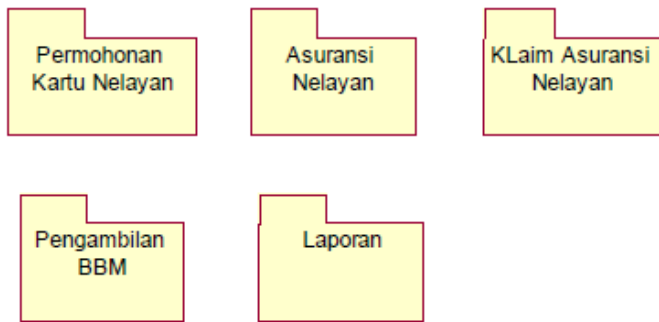 Permohonan
Kartu Nelayan
Asuransi
Nelayan
KLaim Asuransi
Nelayan
Pengambilan
BBM
Laporan